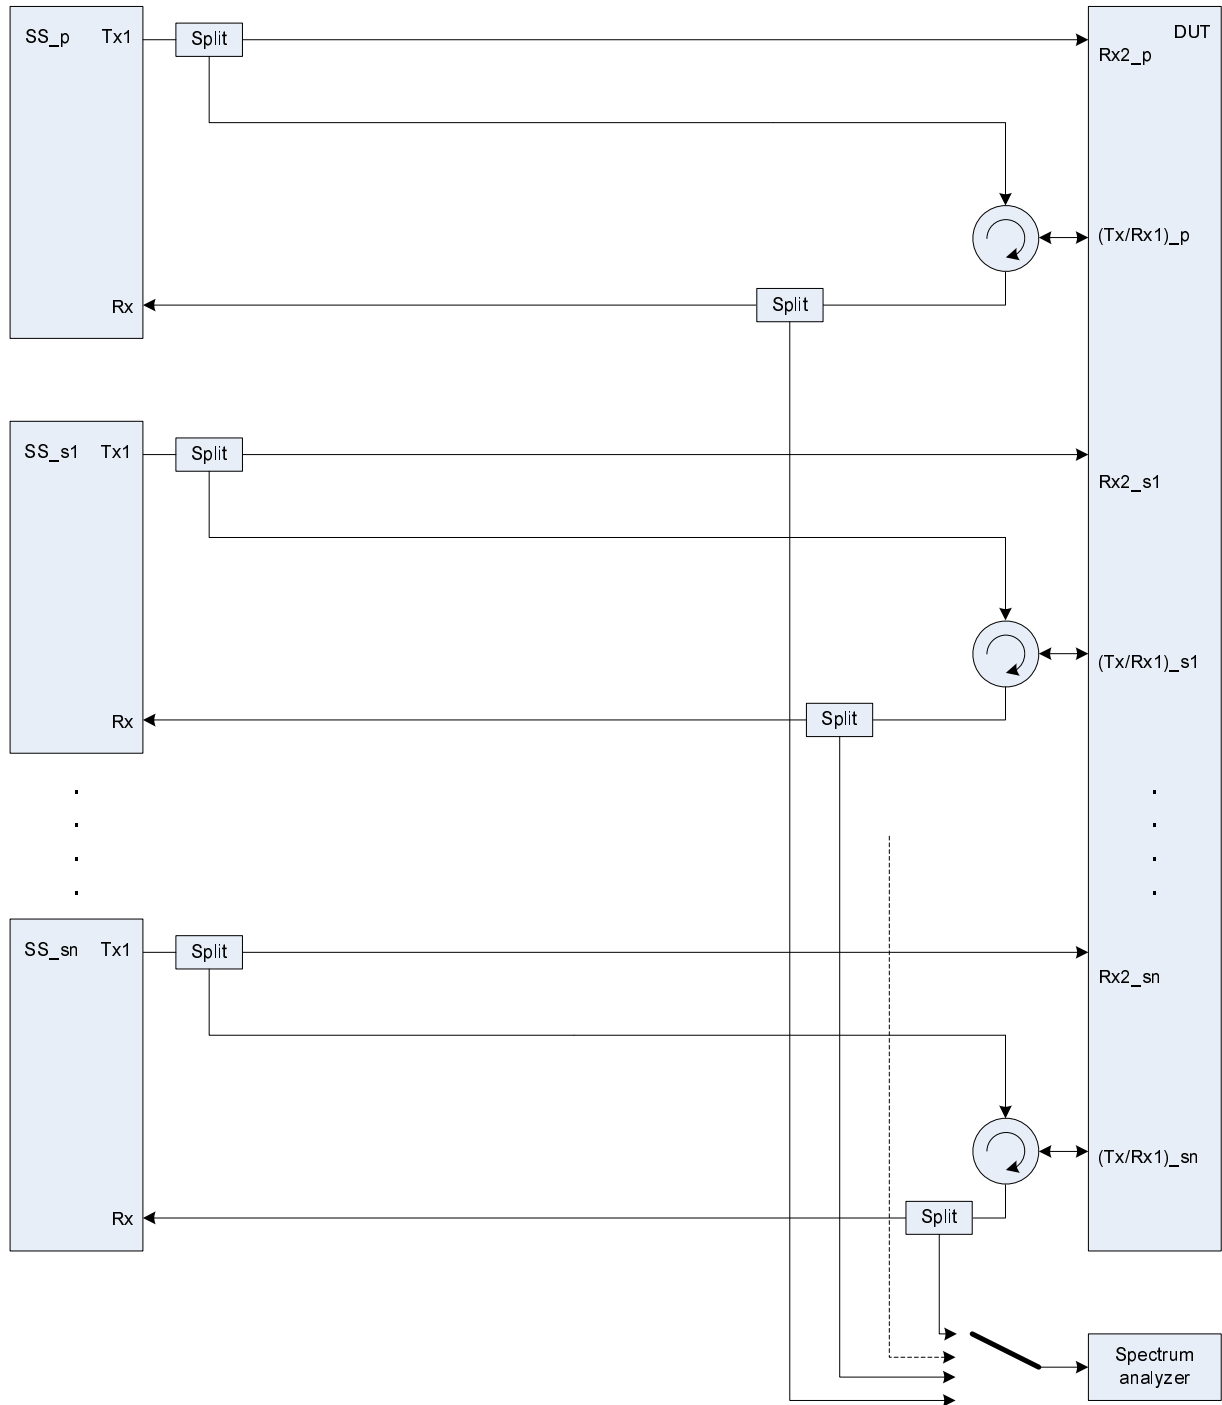 SS_p Tx1
Split
DUT
Rx2_p
(Tx/Rx1)_p
Split
Rx
SS_s1 Tx1
Split
Rx2_s1
(Tx/Rx1)_s1
Split
Rx
SS_sn Tx1
Split
Rx2_sn
(Tx/Rx1)_sn
Split
Rx
Spectrum
analyzer